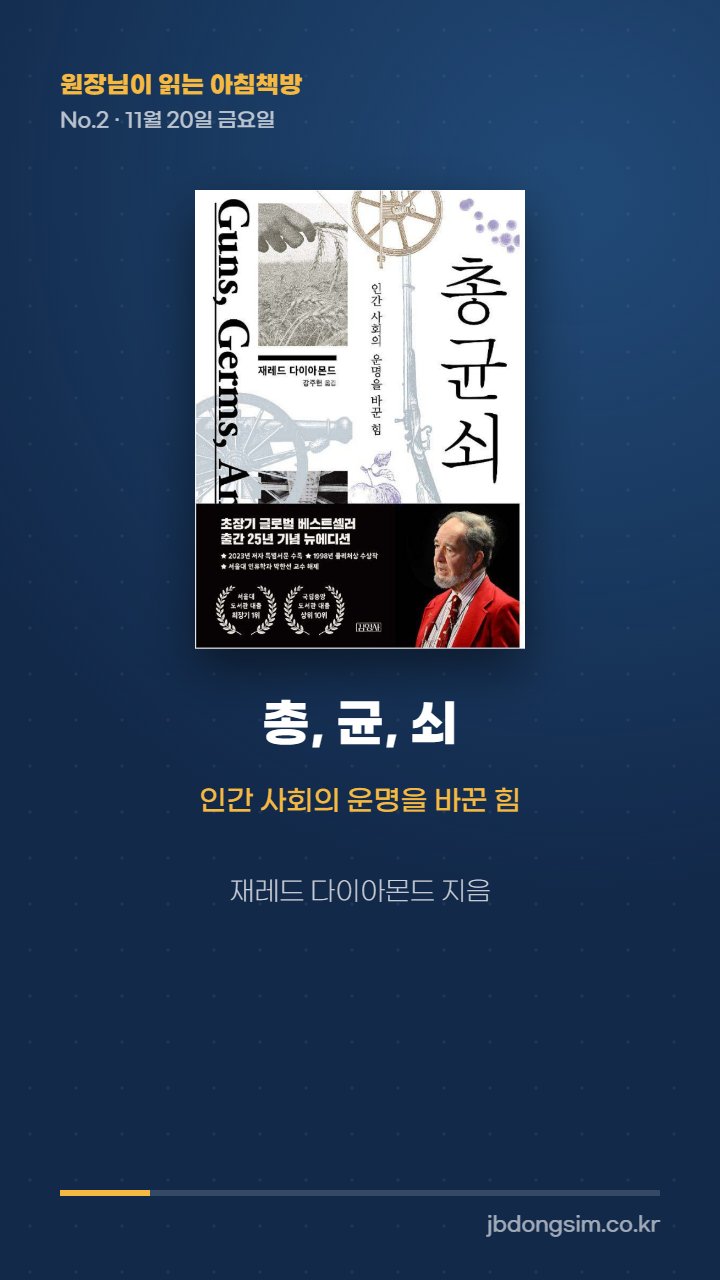 원장님이 읽는 아침책방
No.2 · 11월 20일 금요일
Guns, Germs, An
재레드 다이아몬드
강주헌 옮김
인간 사회의 운명을 바꾼 힘
총 균 쇠
초장기 글로벌 베스트셀러
출간 25년 기념 뉴에디션
★ 2023년 저자 특별서문 수록 ★ 1998년 퓰리처상 수상작
★ 서울대 인류학과 박한선 교수 해제
서울대
도서관 대출
최장기 1위
국립중앙
도서관 대출
상위 10위
김영사
총, 균, 쇠
인간 사회의 운명을 바꾼 힘
재레드 다이아몬드 지음
jbdongsim.co.kr